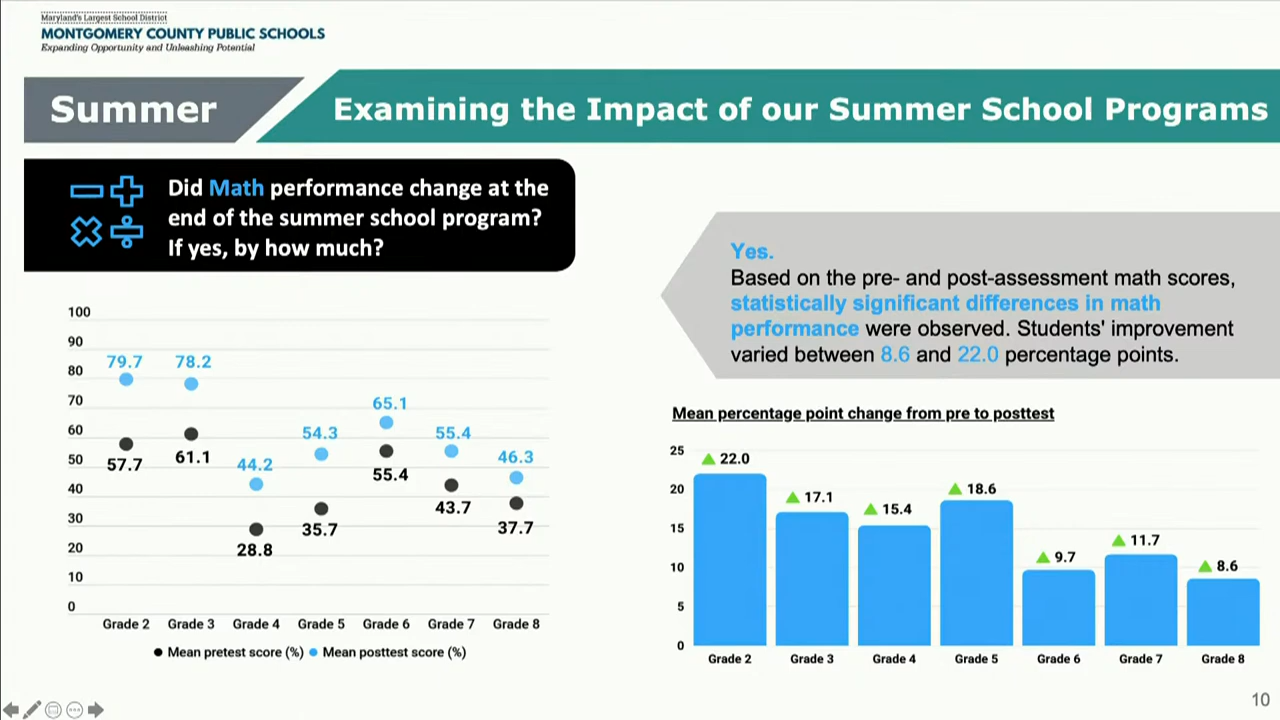 Maryland's Largest School District
MONTGOMERY COUNTY PUBLIC SCHOOLS
Expanding Opportunity and Unleashing Potential
Summer
Examining the Impact of our Summer School Programs
Did Math performance change at the
end of the summer school program?
If yes, by how much?
Yes.
Based on the pre- and post-assessment math scores,
statistically significant differences in math
performance were observed. Students' improvement
varied between 8.6 and 22.0 percentage points.
100
90
80
70
60
50
40
30
20
10
0
79.7
78.2
44.2
54.3
65.1
55.4
46.3
57.7
61.1
28.8
35.7
55.4
43.7
37.7
Grade 2 Grade 3 Grade 4 Grade 5 Grade 6 Grade 7 Grade 8
Mean pretest score (%) Mean posttest score (%)
Mean percentage point change from pre to posttest
25
20
15
10
5
0
22.0
17.1
15.4
18.6
9.7
11.7
8.6
Grade 2 Grade 3 Grade 4 Grade 5 Grade 6 Grade 7 Grade 8
10